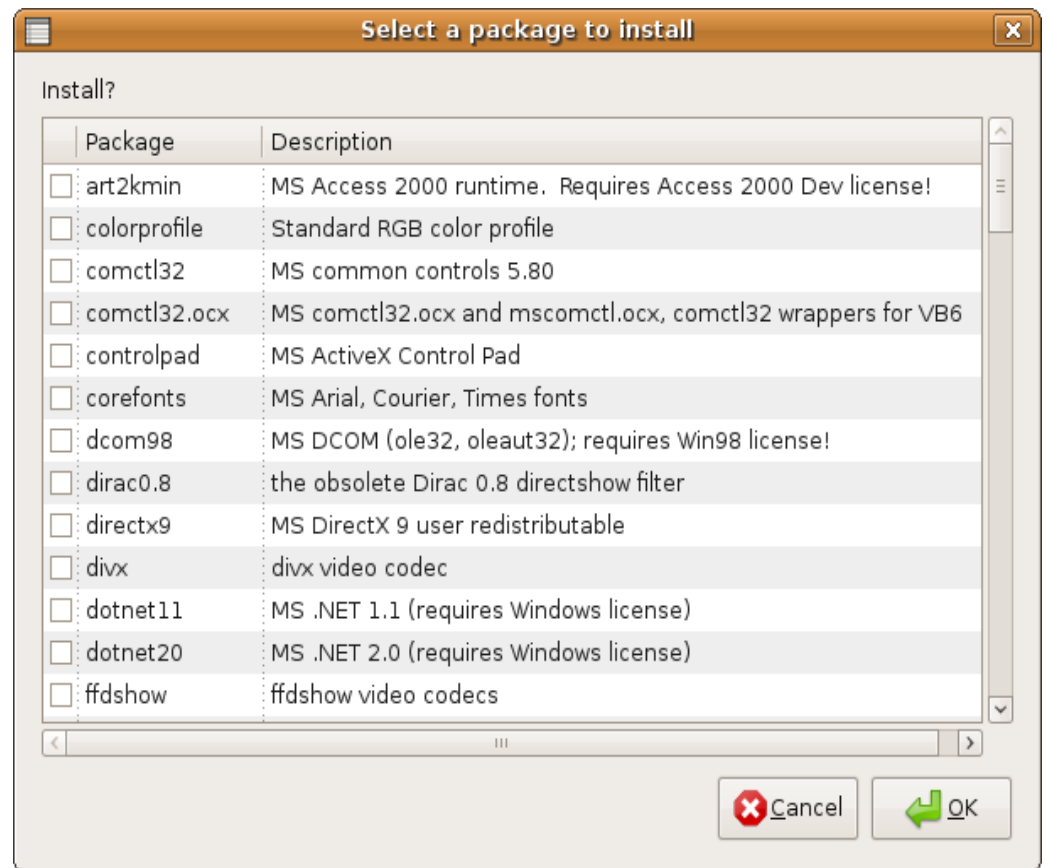 Select a package to install
Install?
Package Description
art2kmin MS Access 2000 runtime.  Requires Access 2000 Dev license!
colorprofile Standard RGB color profile
comctl32 MS common controls 5.80
comctl32.ocx MS comctl32.ocx and mscomctl.ocx, comctl32 wrappers for VB6
controlpad MS ActiveX Control Pad
corefonts MS Arial, Courier, Times fonts
dcom98 MS DCOM (ole32, oleaut32); requires Win98 license!
dirac0.8 the obsolete Dirac 0.8 directshow filter
directx9 MS DirectX 9 user redistributable
divx divx video codec
dotnet11 MS .NET 1.1 (requires Windows license)
dotnet20 MS .NET 2.0 (requires Windows license)
ffdshow ffdshow video codecs
Cancel OK